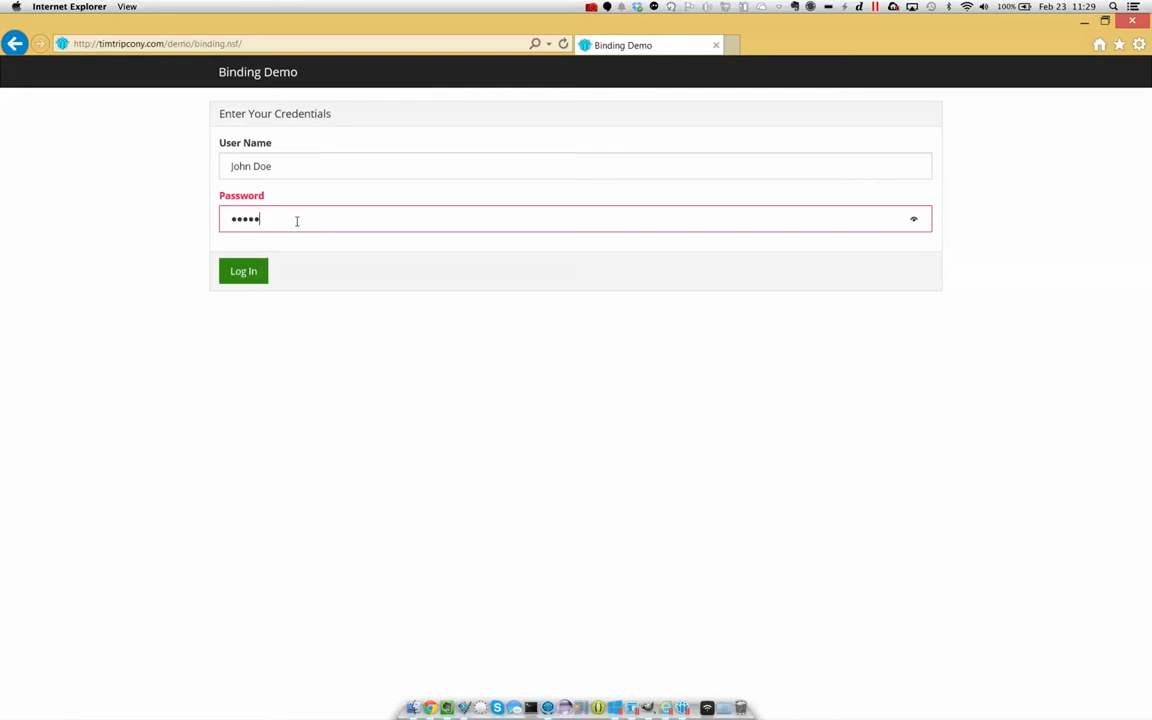 Internet Explorer View
100% Feb 23 11:29
http://timtripcony.com/demo/binding.nsf/
Binding Demo
Binding Demo
Enter Your Credentials
User Name
John Doe
Password
•••••
Log In